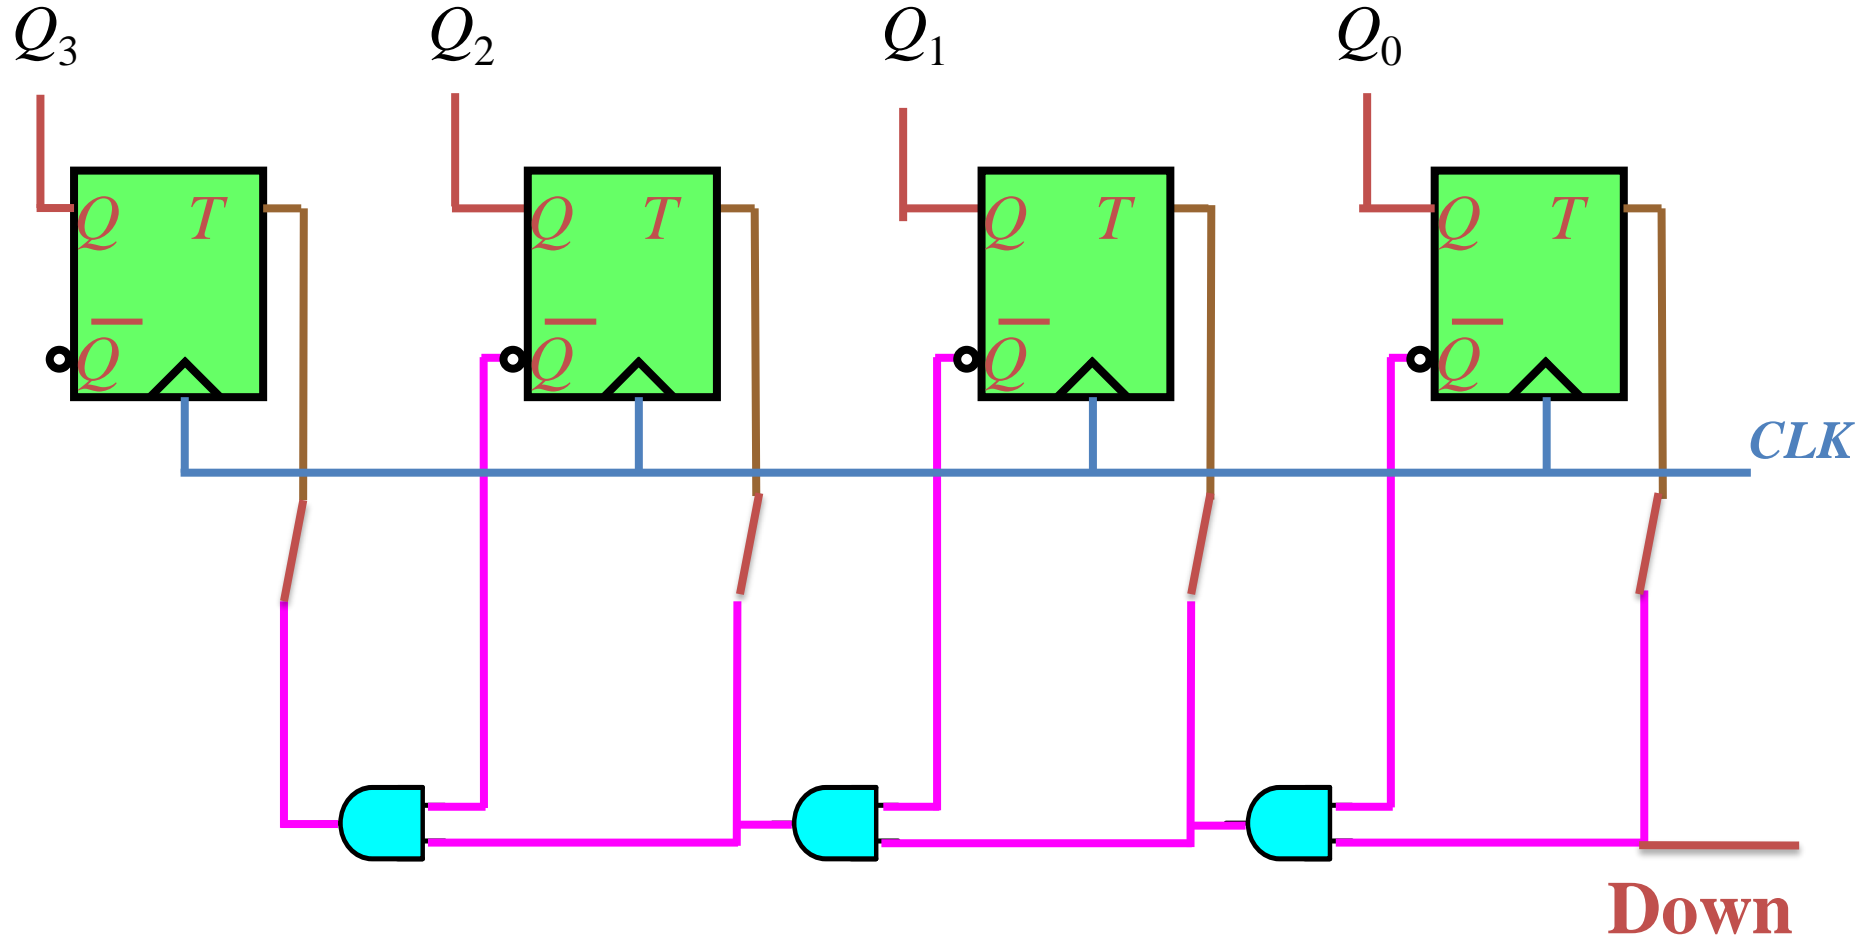 Q3 Q2 Q1 Q0
Q T Q T Q T Q T
Q̅ Q̅ Q̅ Q̅
CLK
Down